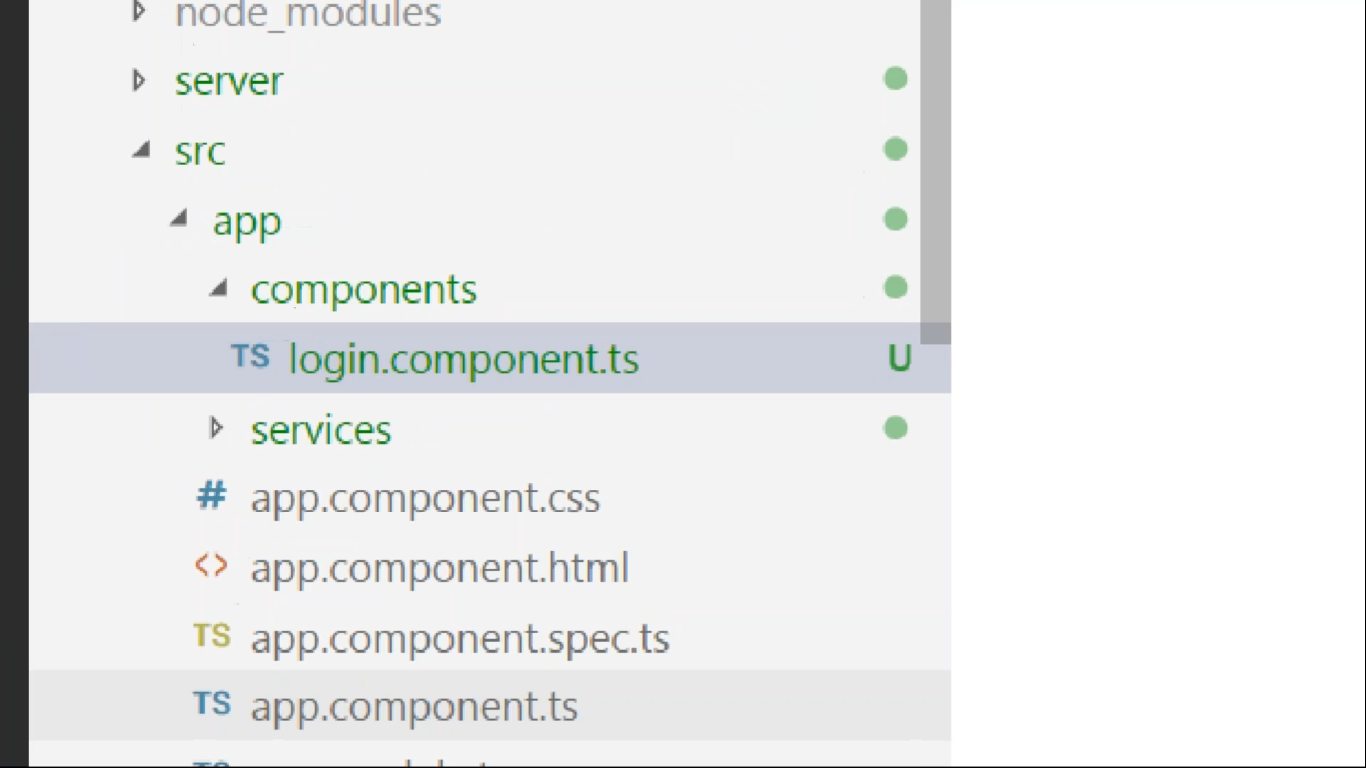 node_modules
server
src
app
components
TS login.component.ts U
services
# app.component.css
<> app.component.html
TS app.component.spec.ts
TS app.component.ts